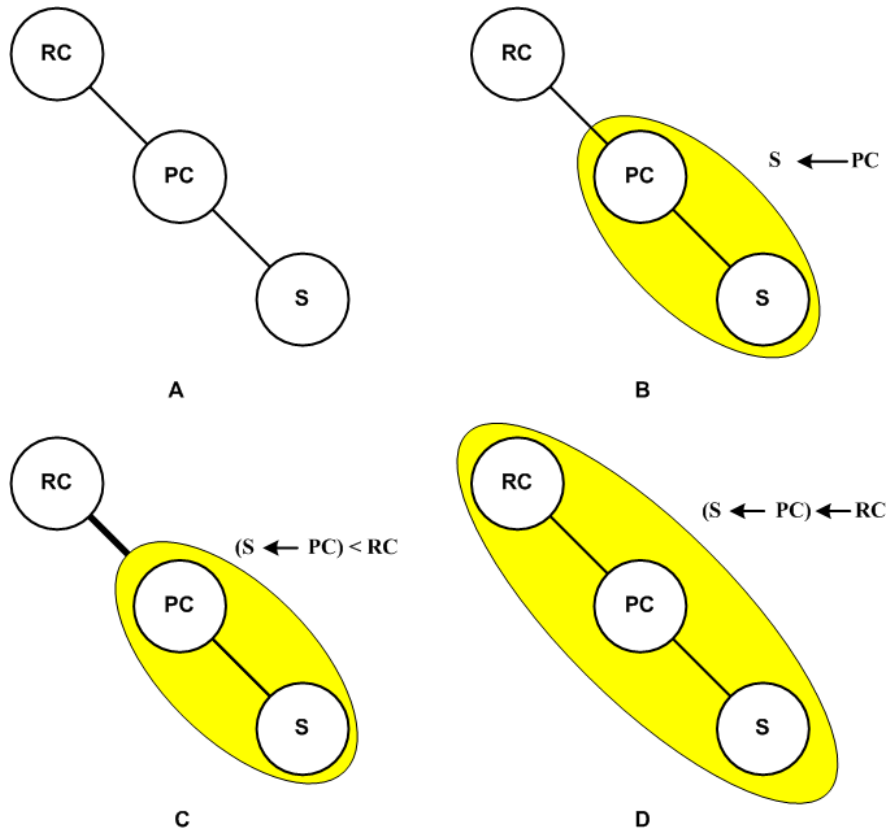 RC
PC
S
A
RC
PC
S
S ← PC
B
RC
PC
S
(S ← PC) < RC
C
RC
PC
S
(S ← PC) ← RC
D